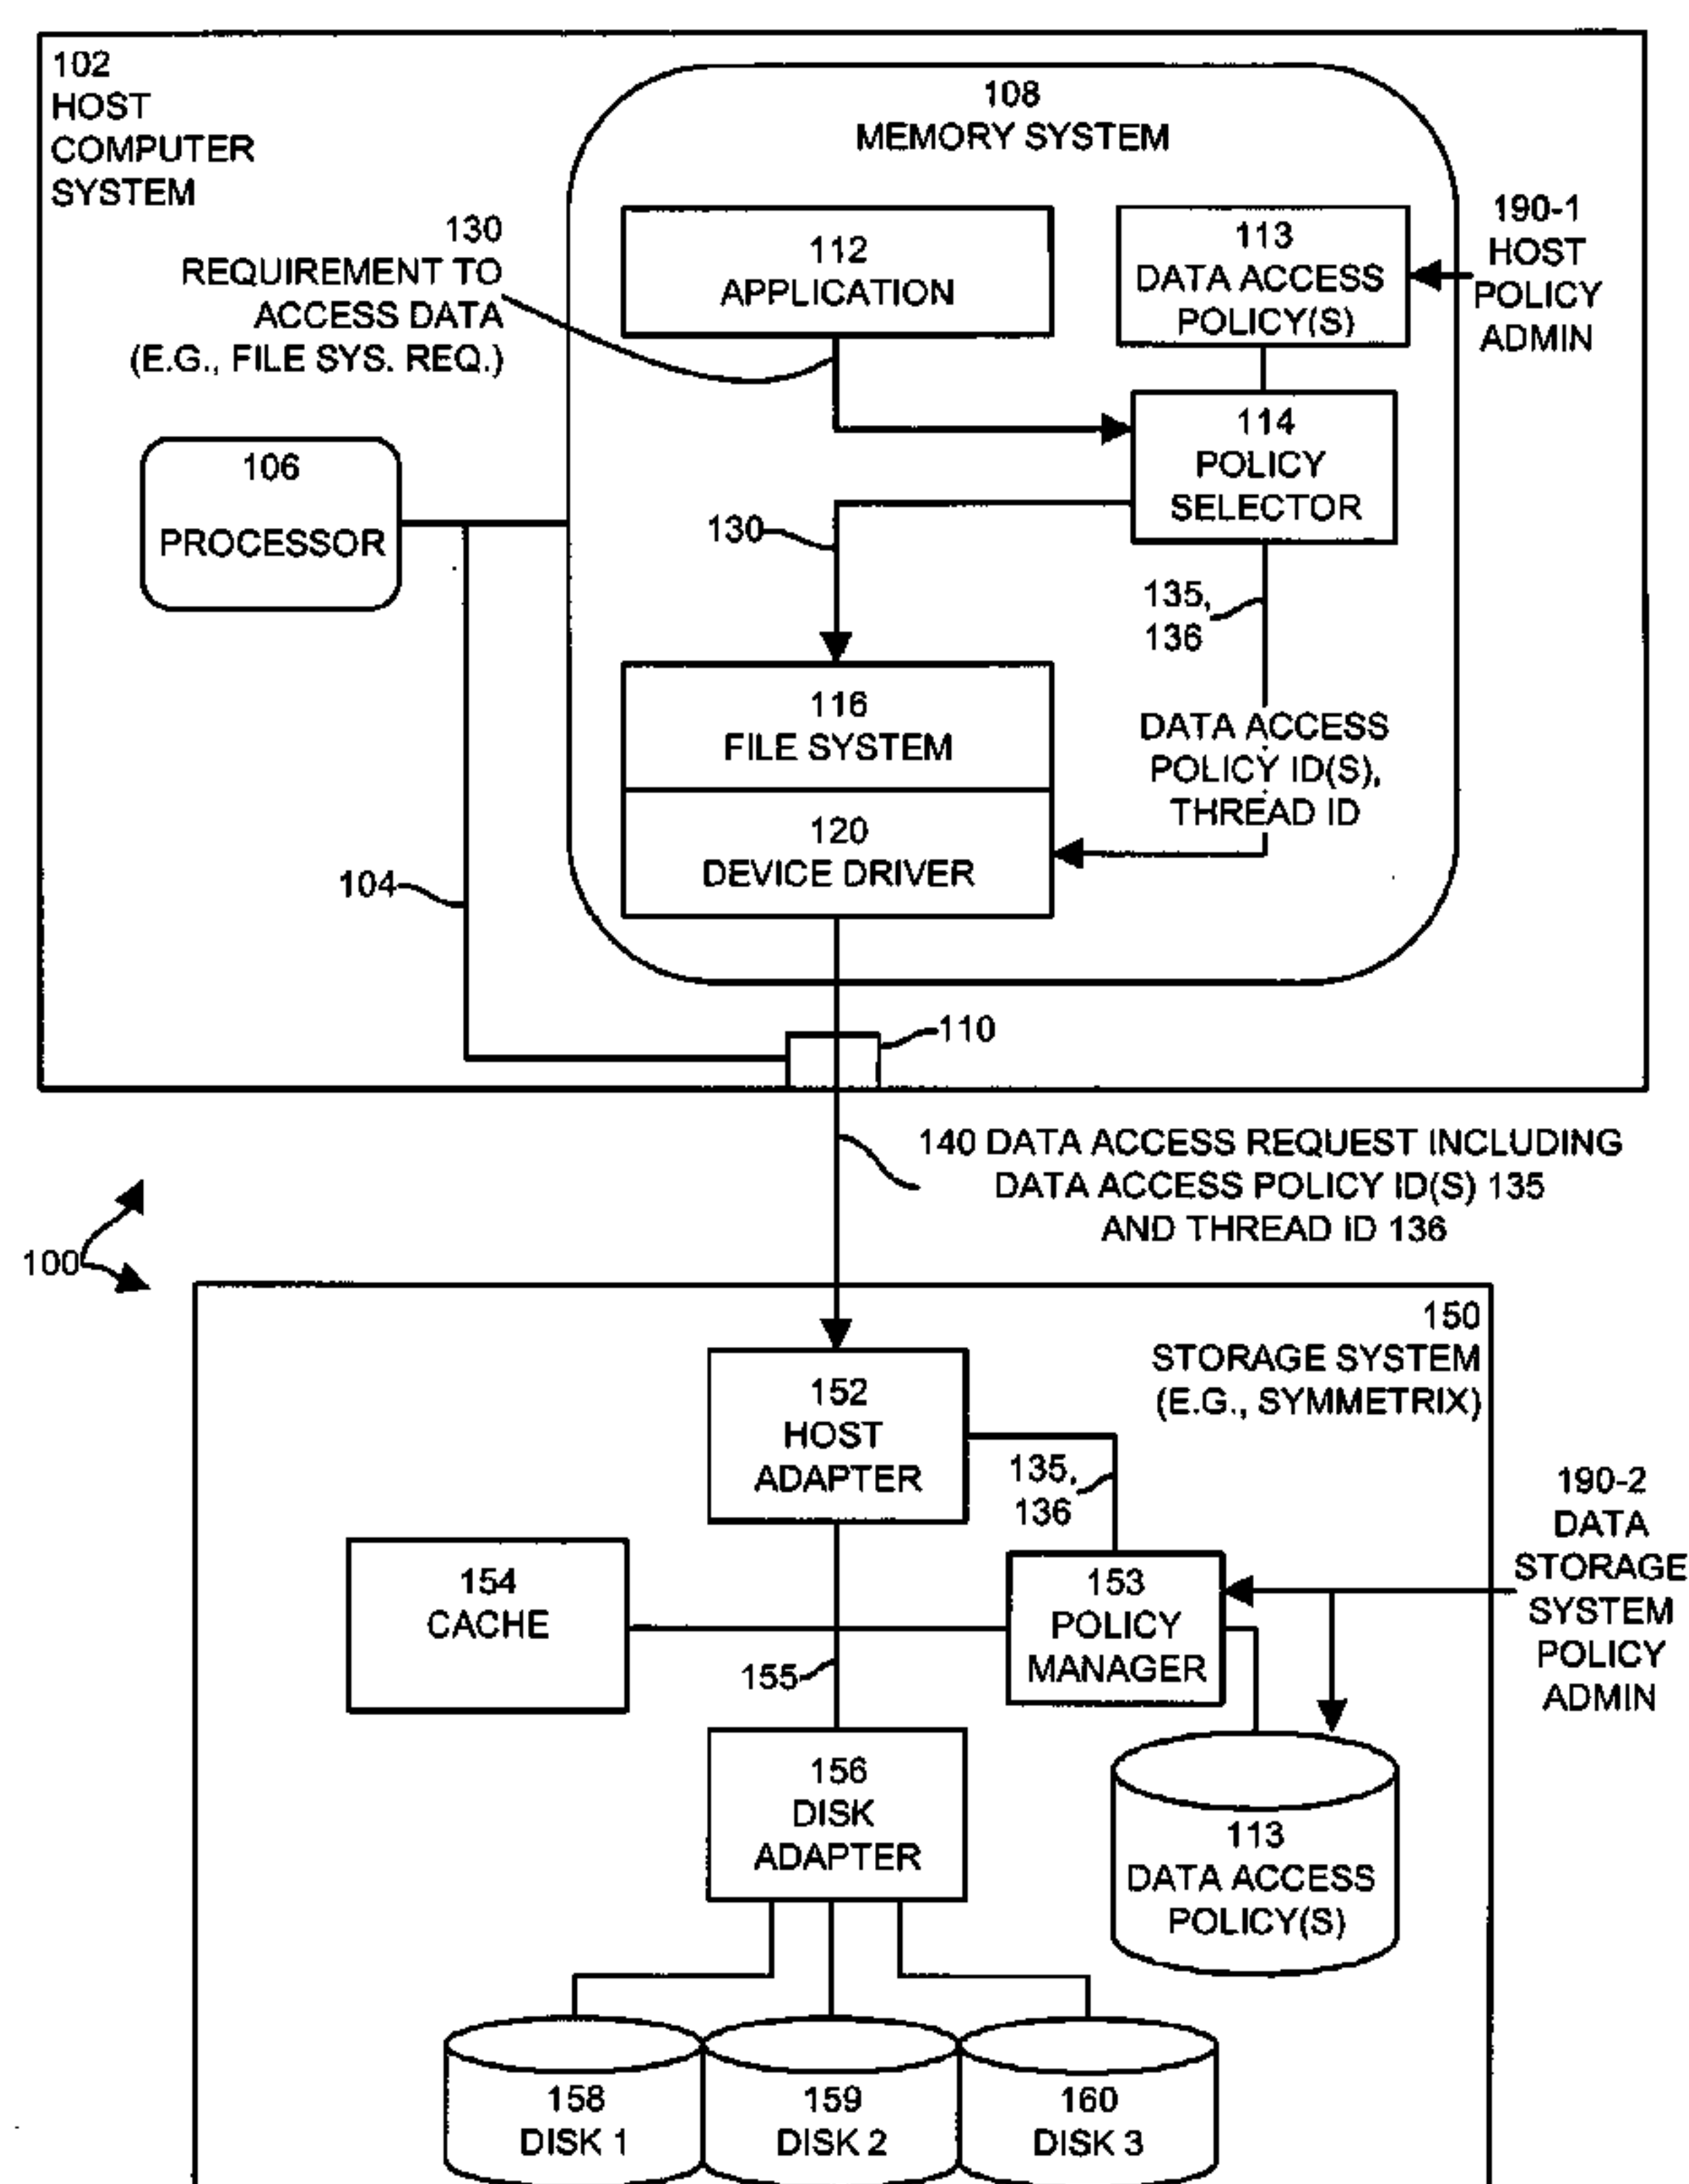 102
HOST
COMPUTER
SYSTEM
108
MEMORY SYSTEM
130
REQUIREMENT TO
ACCESS DATA
(E.G., FILE SYS. REQ.)
112
APPLICATION
113
DATA ACCESS
POLICY(S)
190-1
HOST
POLICY
ADMIN
114
POLICY
SELECTOR
106
PROCESSOR
130
135,
136
116
FILE SYSTEM
DATA ACCESS
POLICY ID(S),
THREAD ID
120
DEVICE DRIVER
104
110
140 DATA ACCESS REQUEST INCLUDING
DATA ACCESS POLICY ID(S) 135
AND THREAD ID 136
100
150
STORAGE SYSTEM
(E.G., SYMMETRIX)
152
HOST
ADAPTER
135,
136
190-2
DATA
STORAGE
SYSTEM
POLICY
ADMIN
154
CACHE
153
POLICY
MANAGER
155
156
DISK
ADAPTER
113
DATA ACCESS
POLICY(S)
158
DISK 1
159
DISK 2
160
DISK 3